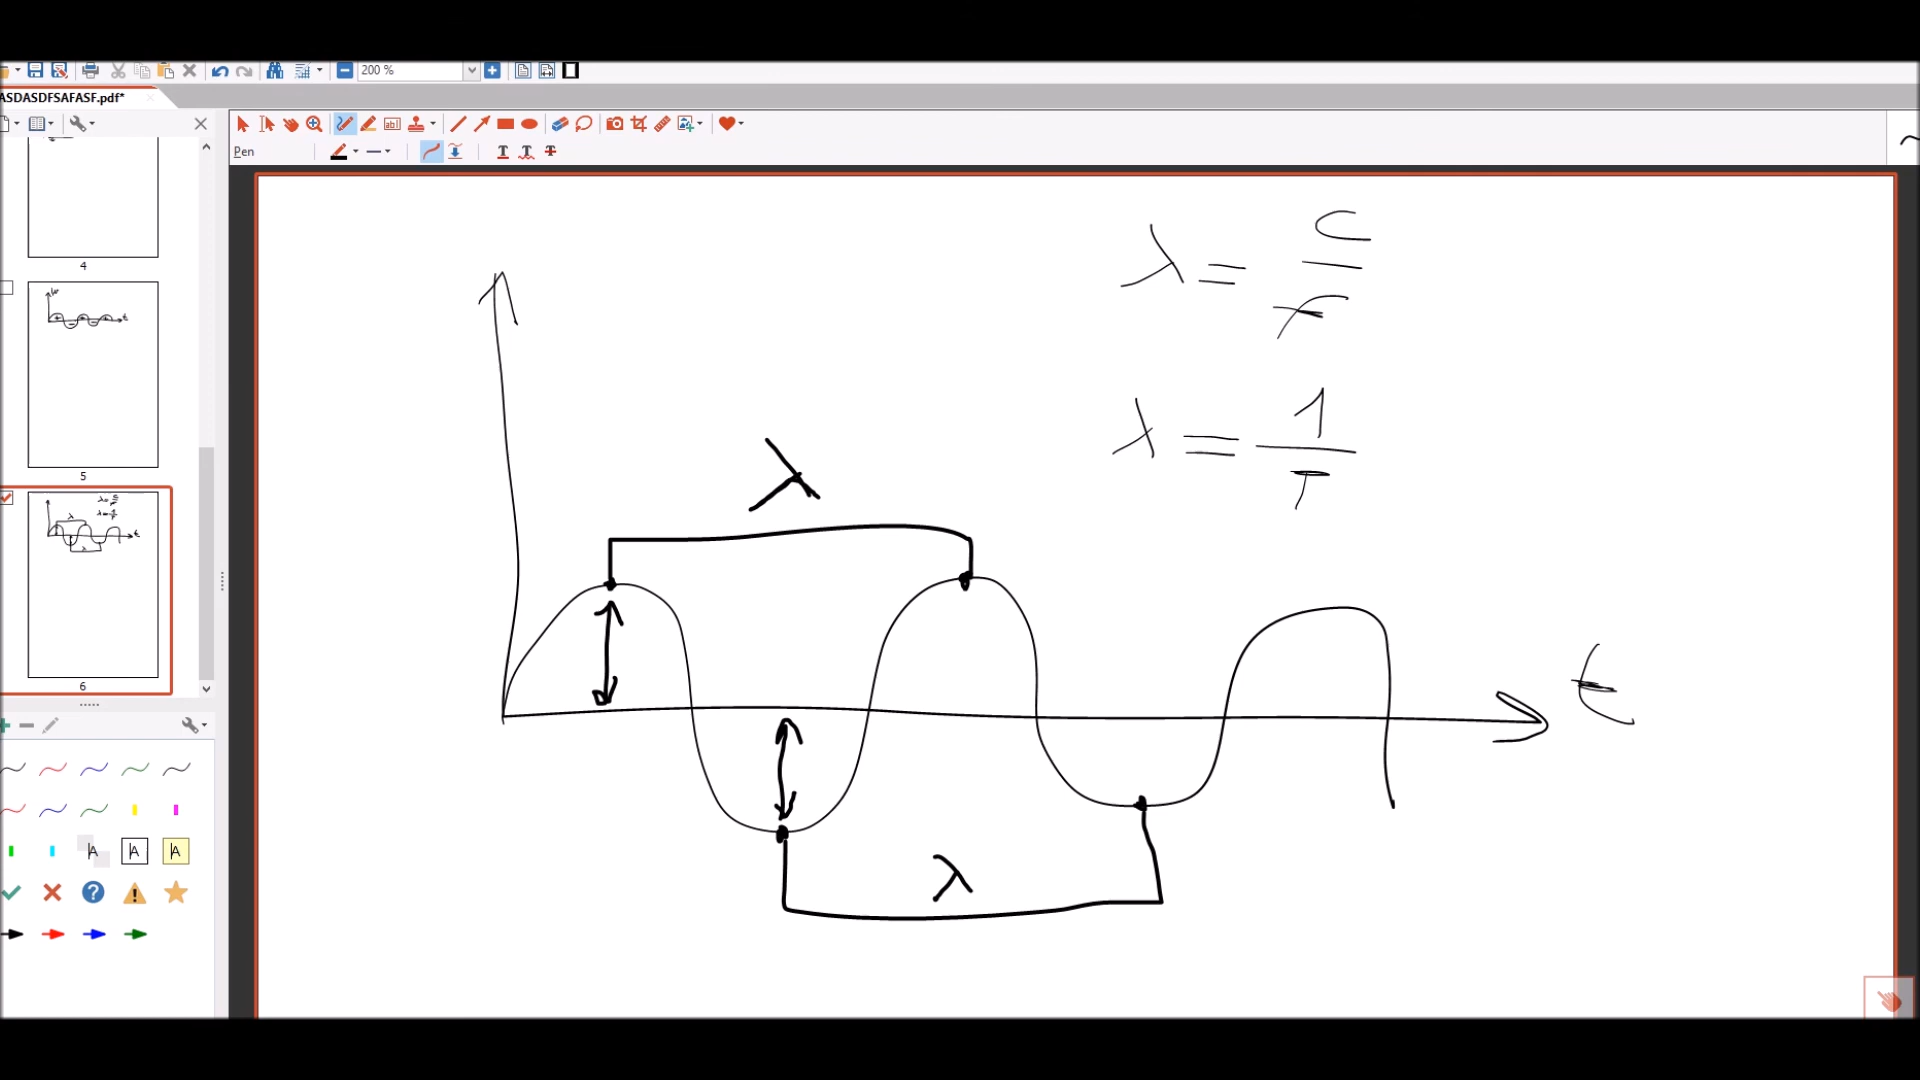 200 %
ASDASDFSAFASF.pdf*
Pen
4
5
6
λ = c
f
λ = 1
T
λ
t
λ
A A A